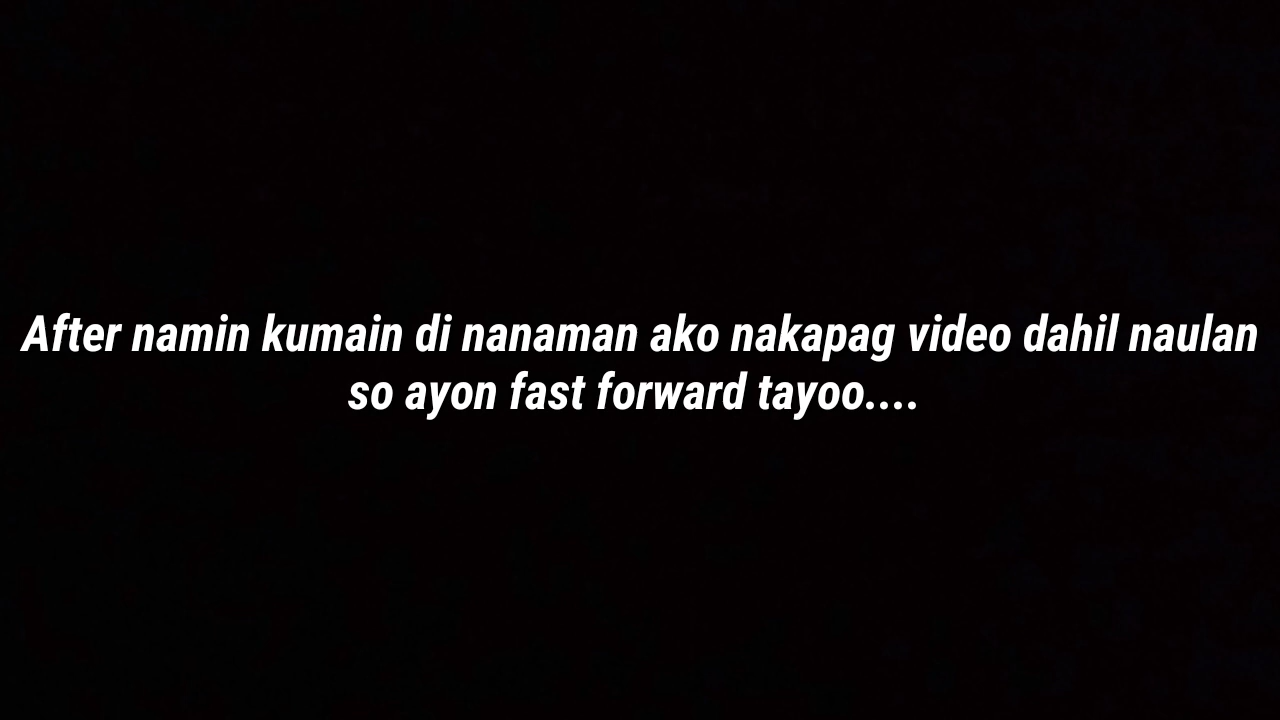 After namin kumain di nanaman ako nakapag video dahil naulan
so ayon fast forward tayoo....